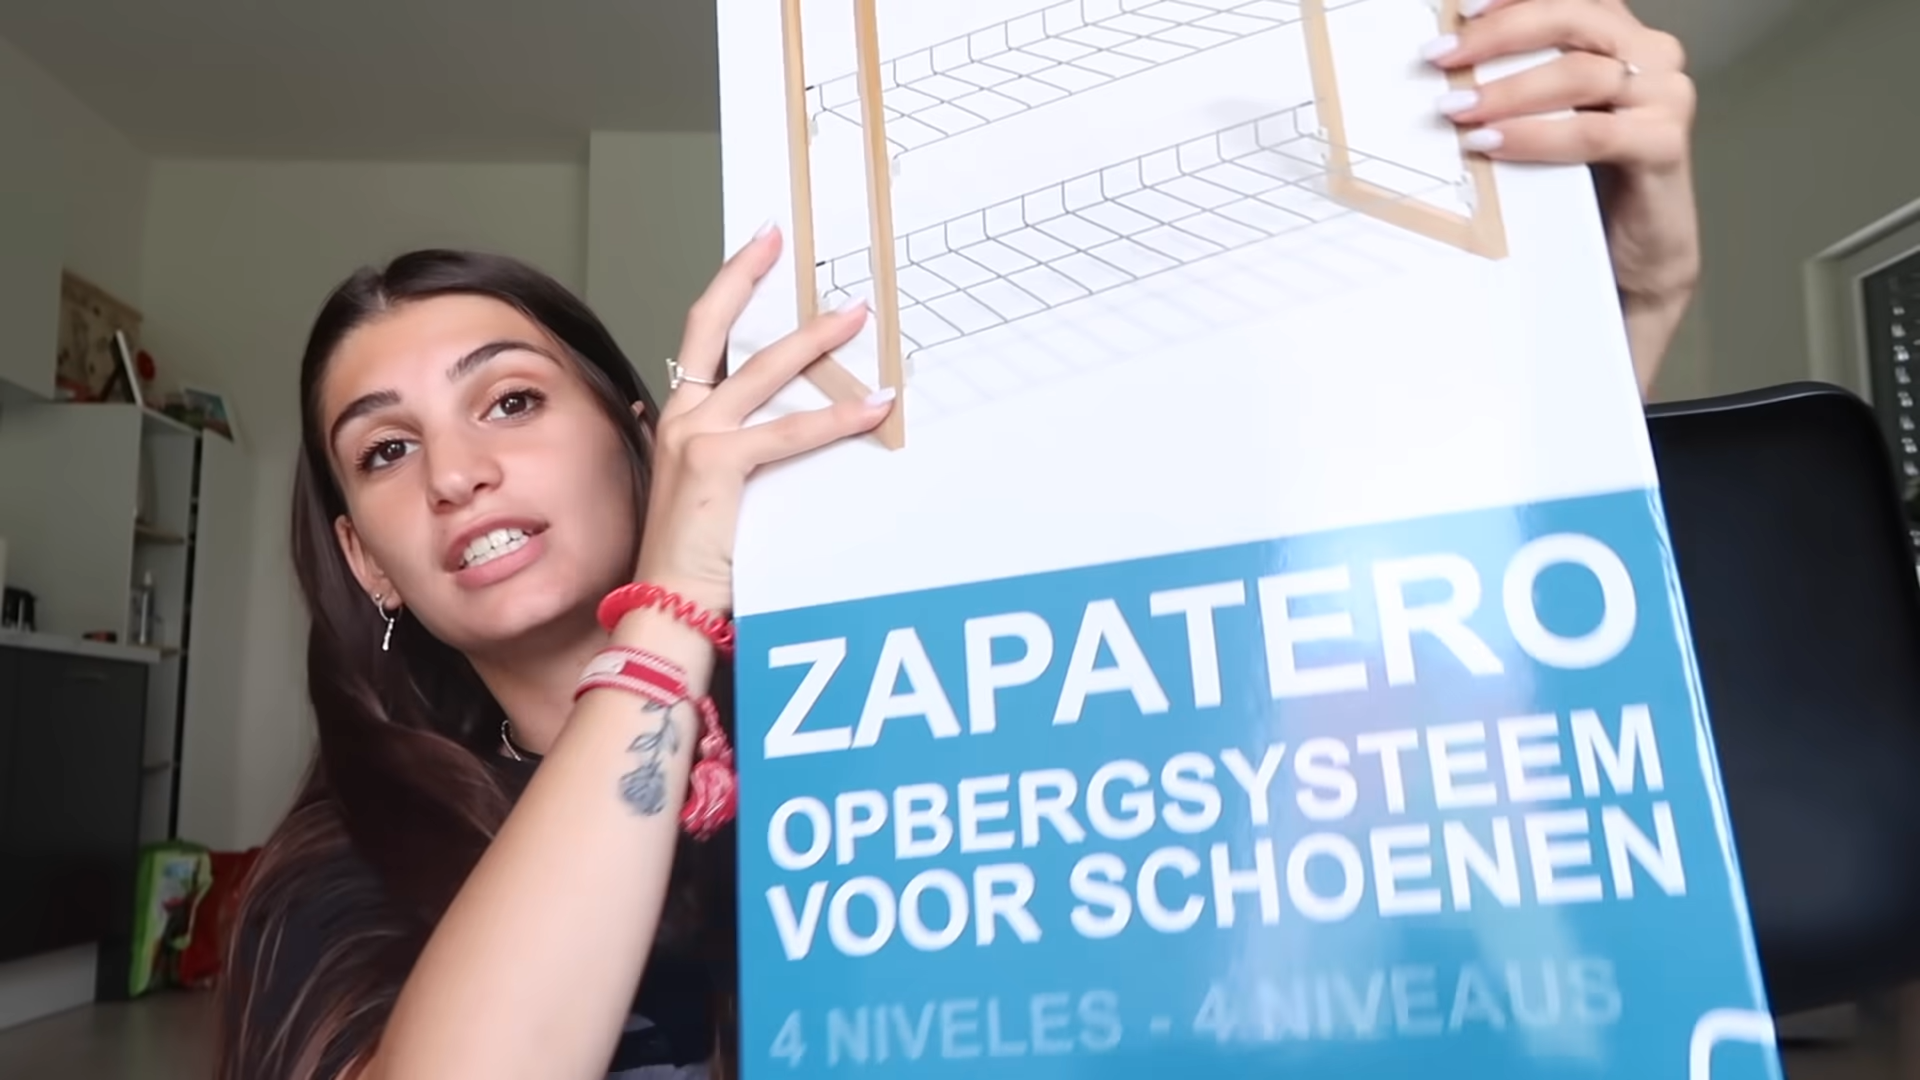 ZAPATERO
OPBERGSYSTEEM
VOOR SCHOENEN
4 NIVELES - 4 NIVEAUS